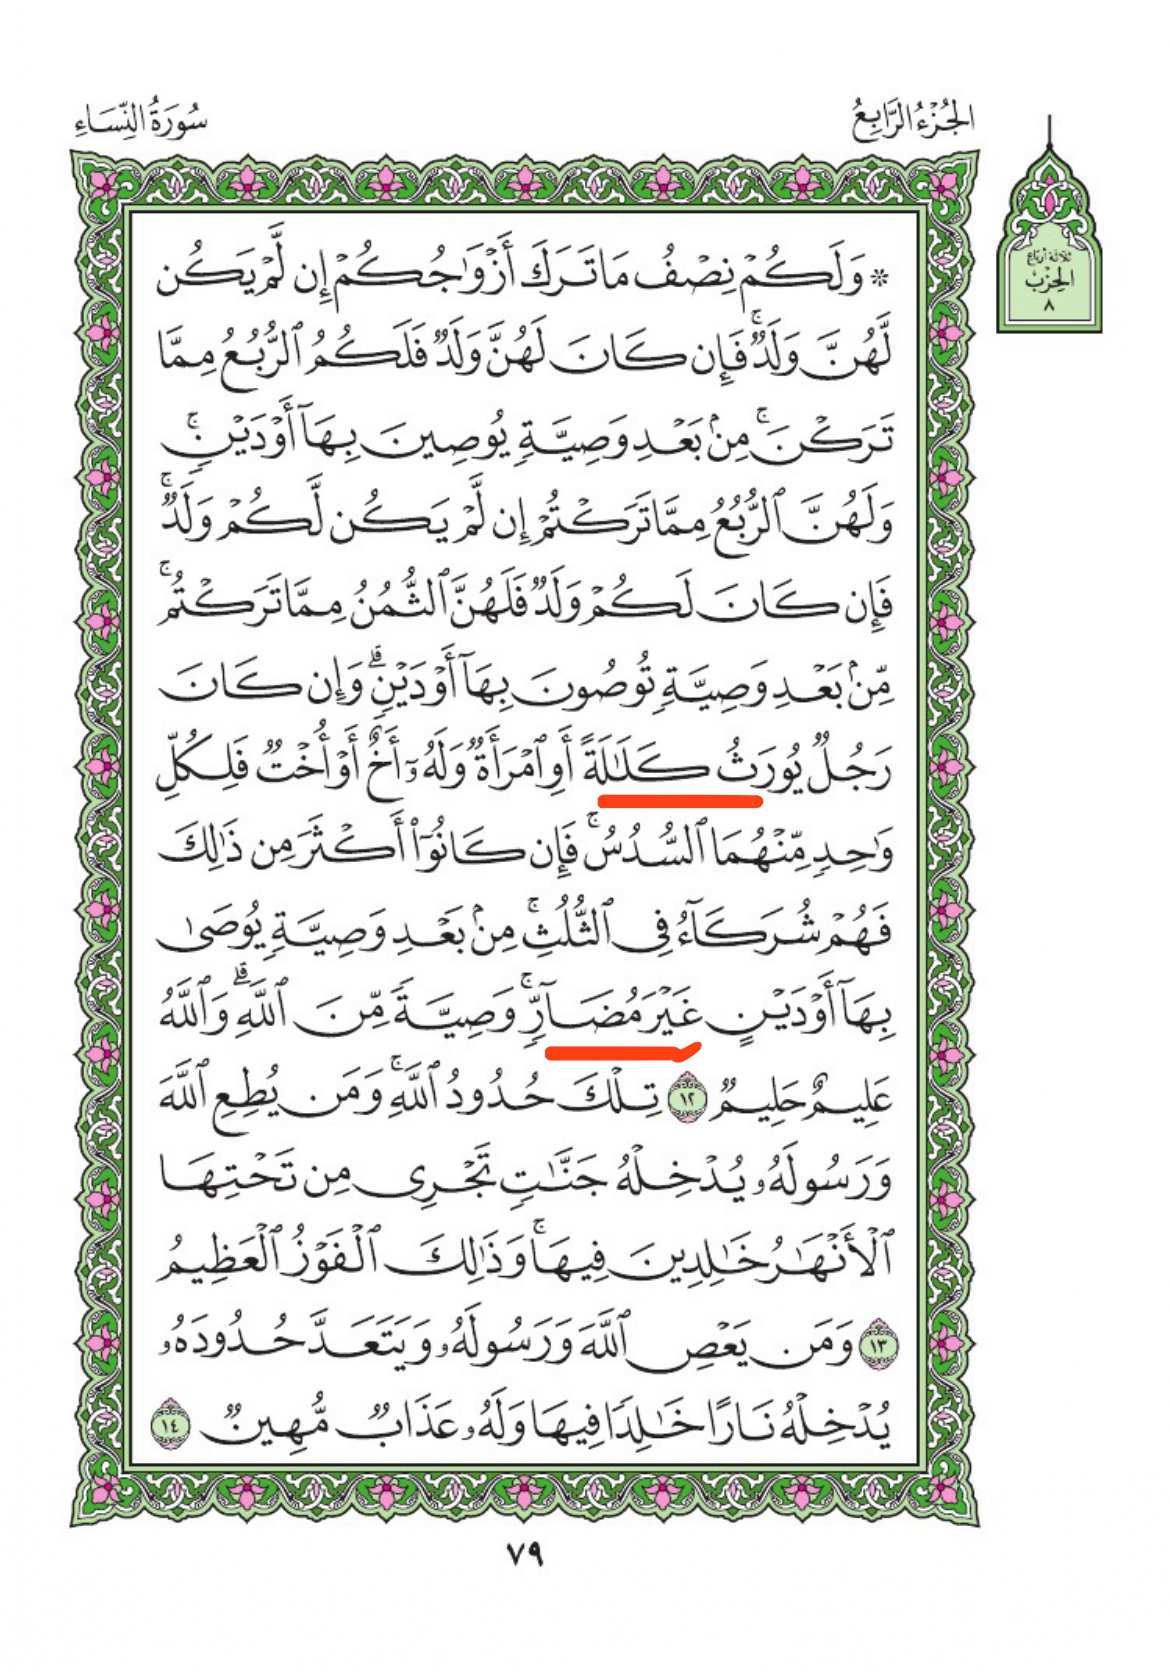 الجُزْءُ الرَّابِعُ
سُورَةُ النِّسَاءِ
ثلاثة أرباع
الحِزْبُ
٨
* وَلَكُمْ نِصْفُ مَا تَرَكَ أَزْوَٰجُكُمْ إِن لَّمْ يَكُن
لَّهُنَّ وَلَدٌۚ فَإِن كَانَ لَهُنَّ وَلَدٌ فَلَكُمُ ٱلرُّبُعُ مِمَّا
تَرَكْنَۚ مِنۢ بَعْدِ وَصِيَّةٍ يُوصِينَ بِهَآ أَوْ دَيْنٍۚ
وَلَهُنَّ ٱلرُّبُعُ مِمَّا تَرَكْتُمْ إِن لَّمْ يَكُن لَّكُمْ وَلَدٌۚ
فَإِن كَانَ لَكُمْ وَلَدٌ فَلَهُنَّ ٱلثُّمُنُ مِمَّا تَرَكْتُمۚ
مِّنۢ بَعْدِ وَصِيَّةٍ تُوصُونَ بِهَآ أَوْ دَيْنٍۗ وَإِن كَانَ
رَجُلٌ يُورَثُ كَلَٰلَةً أَوِ ٱمْرَأَةٌ وَلَهُۥٓ أَخٌ أَوْ أُخْتٌ فَلِكُلِّ
وَٰحِدٍ مِّنْهُمَا ٱلسُّدُسُۚ فَإِن كَانُوٓا۟ أَكْثَرَ مِن ذَٰلِكَ
فَهُمْ شُرَكَآءُ فِى ٱلثُّلُثِۚ مِنۢ بَعْدِ وَصِيَّةٍ يُوصَىٰ
بِهَآ أَوْ دَيْنٍ غَيْرَ مُضَآرٍّۚ وَصِيَّةً مِّنَ ٱللَّهِۗ وَٱللَّهُ
عَلِيمٌ حَلِيمٌ ١٢ تِلْكَ حُدُودُ ٱللَّهِۚ وَمَن يُطِعِ ٱللَّهَ
وَرَسُولَهُۥ يُدْخِلْهُ جَنَّٰتٍ تَجْرِى مِن تَحْتِهَا
ٱلْأَنْهَٰرُ خَٰلِدِينَ فِيهَاۚ وَذَٰلِكَ ٱلْفَوْزُ ٱلْعَظِيمُ
١٣ وَمَن يَعْصِ ٱللَّهَ وَرَسُولَهُۥ وَيَتَعَدَّ حُدُودَهُۥ
يُدْخِلْهُ نَارًا خَٰلِدًا فِيهَا وَلَهُۥ عَذَابٌ مُّهِينٌ ١٤
٧٩